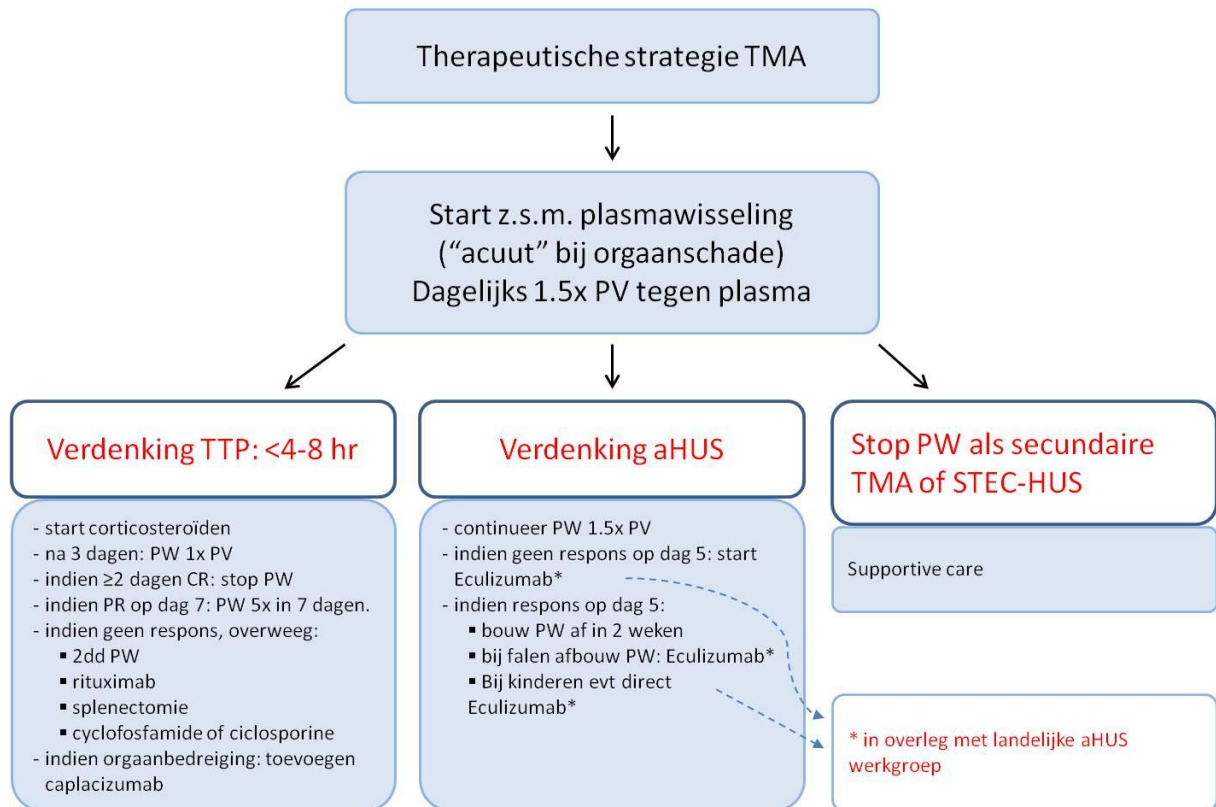 Therapeutische strategie TMA
Start z.s.m. plasmawisseling
(“acuut” bij orgaanschade)
Dagelijks 1.5x PV tegen plasma
Verdenking TTP: <4-8 hr
- start corticosteroïden
- na 3 dagen: PW 1x PV
- indien ≥2 dagen CR: stop PW
- indien PR op dag 7: PW 5x in 7 dagen.
- indien geen respons, overweeg:
▪ 2dd PW
▪ rituximab
▪ splenectomie
▪ cyclofosfamide of ciclosporine
- indien orgaanbedreiging: toevoegen
caplacizumab
Verdenking aHUS
- continueer PW 1.5x PV
- indien geen respons op dag 5: start
Eculizumab*
- indien respons op dag 5:
▪ bouw PW af in 2 weken
▪ bij falen afbouw PW: Eculizumab*
▪ Bij kinderen evt direct
Eculizumab*
Stop PW als secundaire
TMA of STEC-HUS
Supportive care
* in overleg met landelijke aHUS
werkgroep